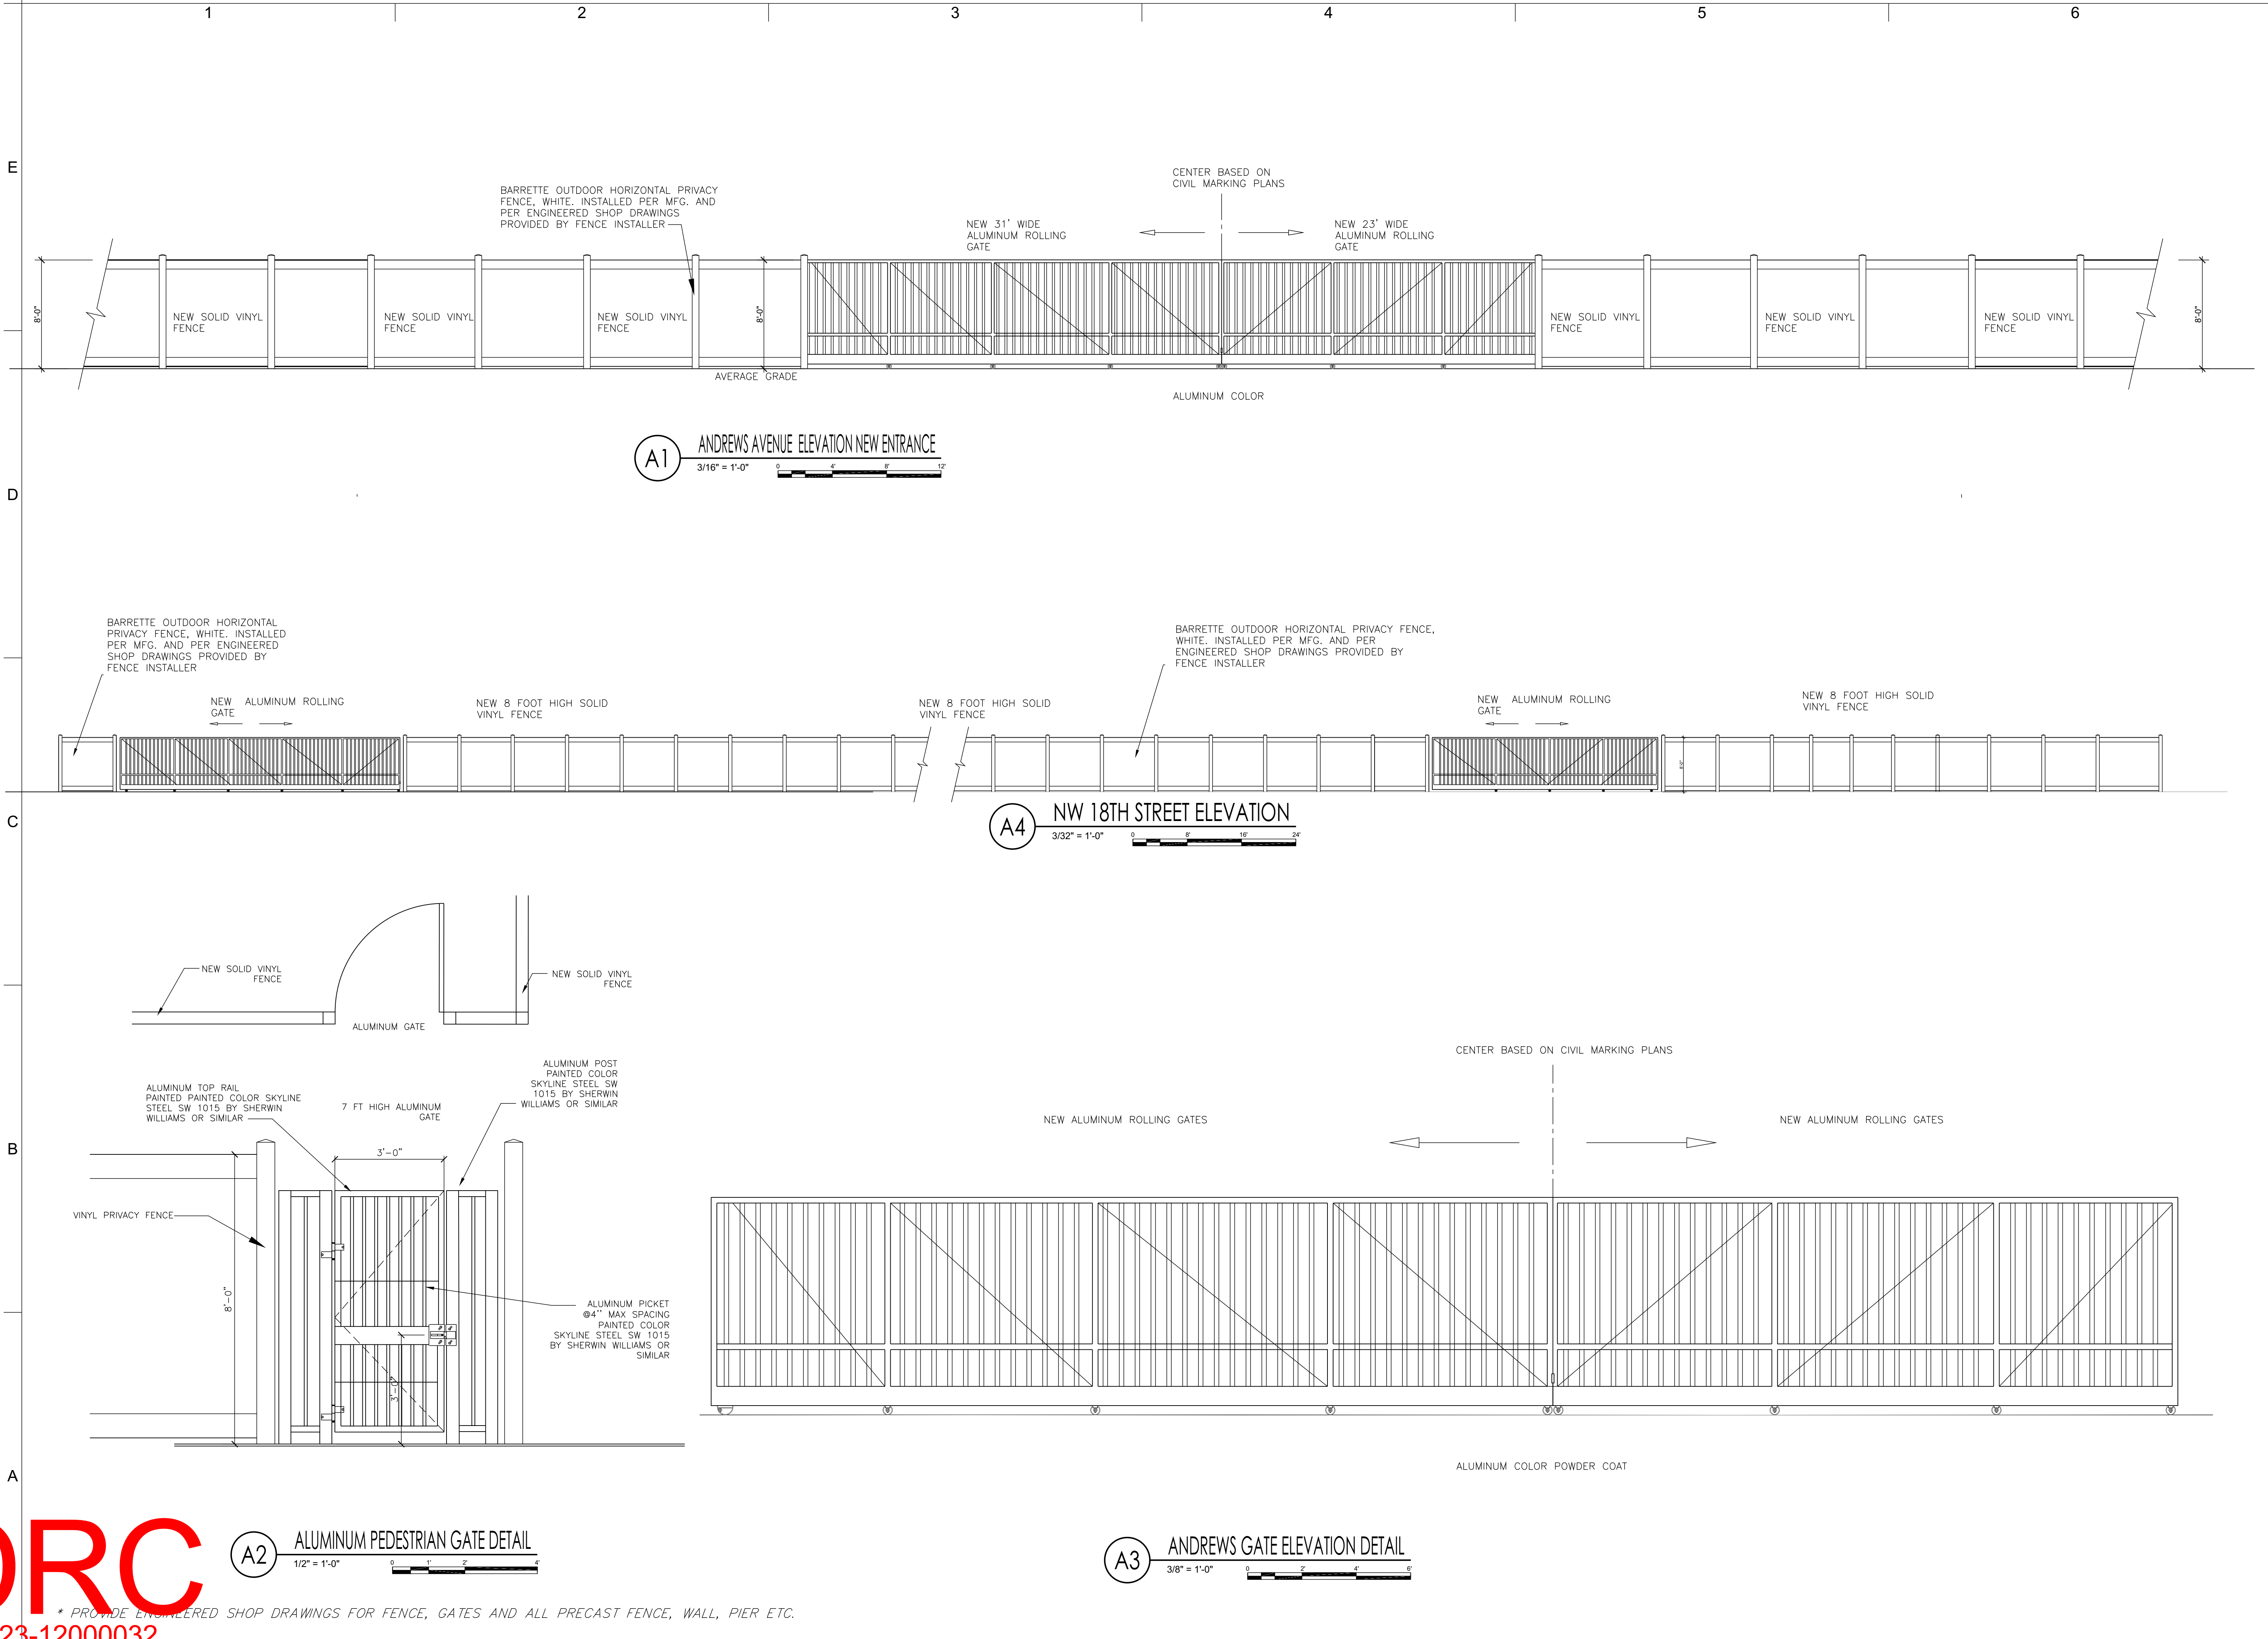 1 2 3 4 5 6
E
D
C
B
A
BARRETTE OUTDOOR HORIZONTAL PRIVACY
FENCE, WHITE. INSTALLED PER MFG. AND
PER ENGINEERED SHOP DRAWINGS
PROVIDED BY FENCE INSTALLER
CENTER BASED ON
CIVIL MARKING PLANS
NEW 31' WIDE
ALUMINUM ROLLING
GATE
NEW 23' WIDE
ALUMINUM ROLLING
GATE
8'-0"
NEW SOLID VINYL
FENCE
NEW SOLID VINYL
FENCE
NEW SOLID VINYL
FENCE
8'-0"
NEW SOLID VINYL
FENCE
NEW SOLID VINYL
FENCE
NEW SOLID VINYL
FENCE
8'-0"
AVERAGE GRADE
ALUMINUM COLOR
A1
ANDREWS AVENUE ELEVATION NEW ENTRANCE
3/16" = 1'-0"
0 4' 8' 12'
BARRETTE OUTDOOR HORIZONTAL
PRIVACY FENCE, WHITE. INSTALLED
PER MFG. AND PER ENGINEERED
SHOP DRAWINGS PROVIDED BY
FENCE INSTALLER
BARRETTE OUTDOOR HORIZONTAL PRIVACY FENCE,
WHITE. INSTALLED PER MFG. AND PER
ENGINEERED SHOP DRAWINGS PROVIDED BY
FENCE INSTALLER
NEW ALUMINUM ROLLING
GATE
NEW 8 FOOT HIGH SOLID
VINYL FENCE
NEW 8 FOOT HIGH SOLID
VINYL FENCE
NEW ALUMINUM ROLLING
GATE
NEW 8 FOOT HIGH SOLID
VINYL FENCE
8'-0"
A4
NW 18TH STREET ELEVATION
3/32" = 1'-0"
0 8' 16' 24'
NEW SOLID VINYL
FENCE
NEW SOLID VINYL
FENCE
ALUMINUM GATE
ALUMINUM TOP RAIL
PAINTED PAINTED COLOR SKYLINE
STEEL SW 1015 BY SHERWIN
WILLIAMS OR SIMILAR
7 FT HIGH ALUMINUM
GATE
ALUMINUM POST
PAINTED COLOR
SKYLINE STEEL SW
1015 BY SHERWIN
WILLIAMS OR SIMILAR
3'-0"
VINYL PRIVACY FENCE
8'-0"
3'-0"
ALUMINUM PICKET
@4'' MAX SPACING
PAINTED COLOR
SKYLINE STEEL SW 1015
BY SHERWIN WILLIAMS OR
SIMILAR
A2
ALUMINUM PEDESTRIAN GATE DETAIL
1/2" = 1'-0"
0 1' 2' 4'
CENTER BASED ON CIVIL MARKING PLANS
NEW ALUMINUM ROLLING GATES
NEW ALUMINUM ROLLING GATES
ALUMINUM COLOR POWDER COAT
A3
ANDREWS GATE ELEVATION DETAIL
3/8" = 1'-0"
0 2' 4' 6'
DRC
* PROVIDE ENGINEERED SHOP DRAWINGS FOR FENCE, GATES AND ALL PRECAST FENCE, WALL, PIER ETC.
23-12000032